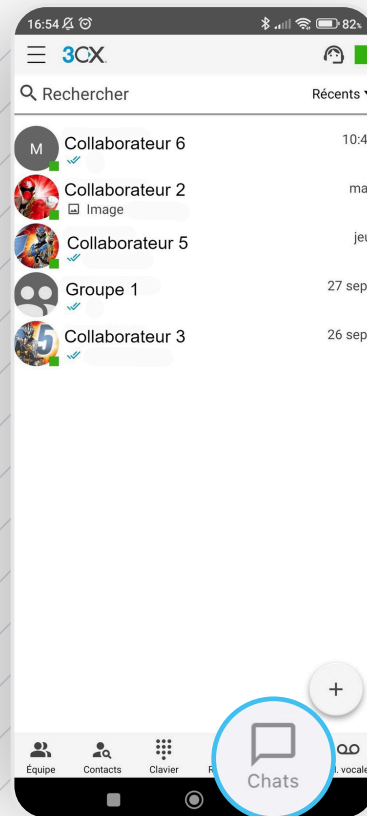 16:54 82%
3CX
Rechercher Récents
M Collaborateur 6 10:4
Collaborateur 2 ma
Image
Collaborateur 5 jeu
Groupe 1 27 sep
5 Collaborateur 3 26 sep
+
Équipe Contacts Clavier R Chats l. vocale